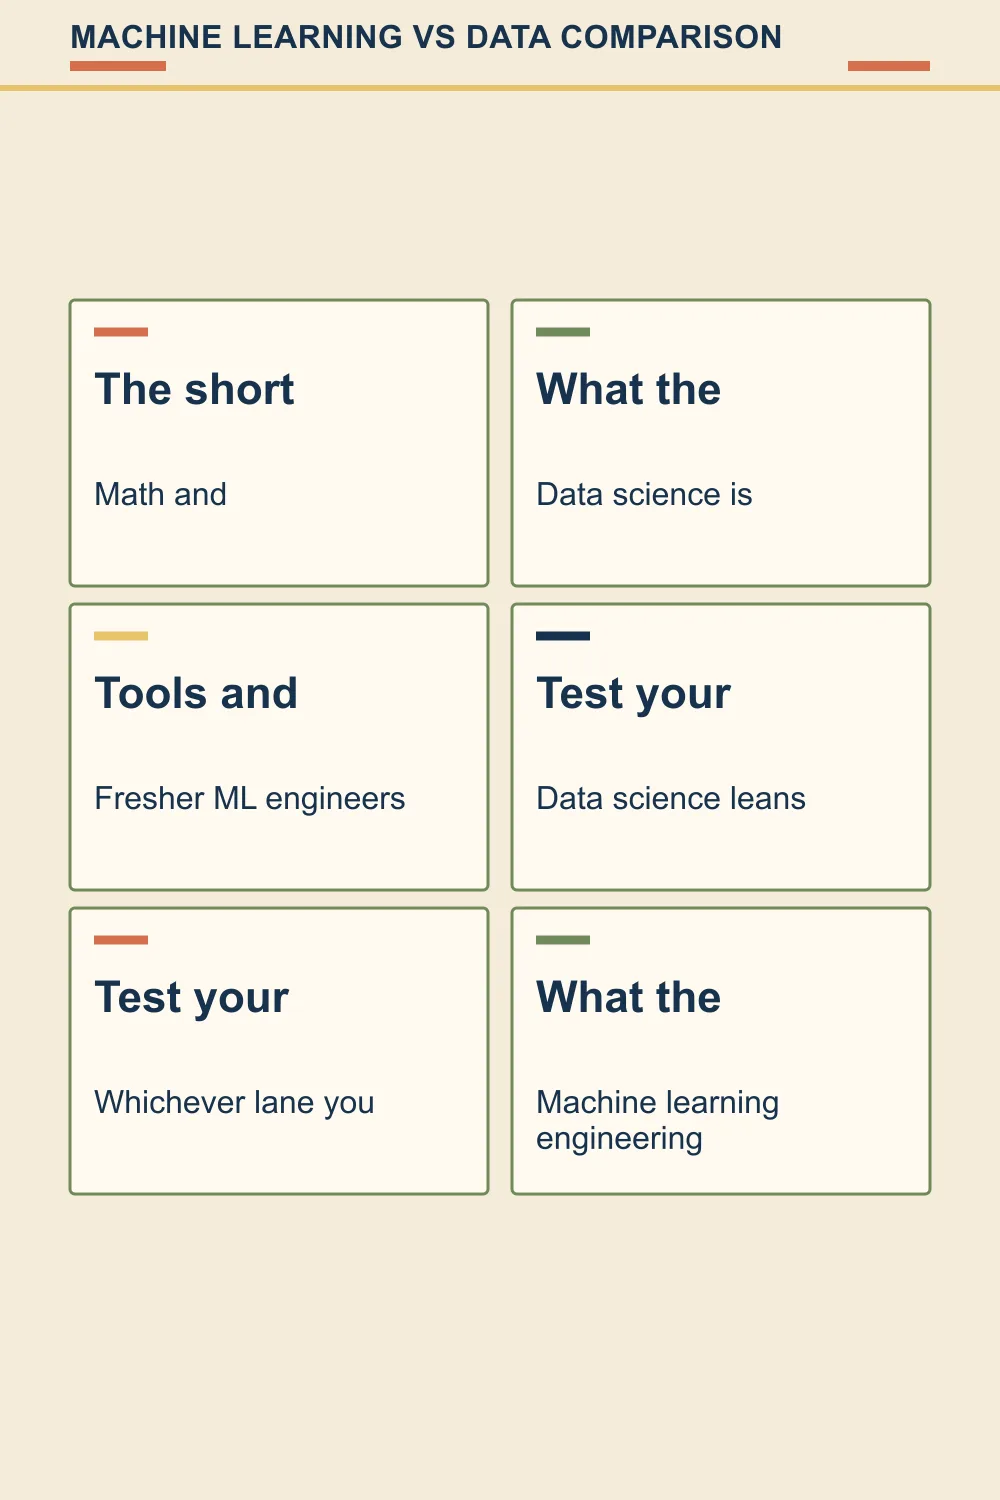 MACHINE LEARNING VS DATA COMPARISON
The short
Math and
What the
Data science is
Tools and
Fresher ML engineers
Test your
Data science leans
Test your
Whichever lane you
What the
Machine learning
engineering